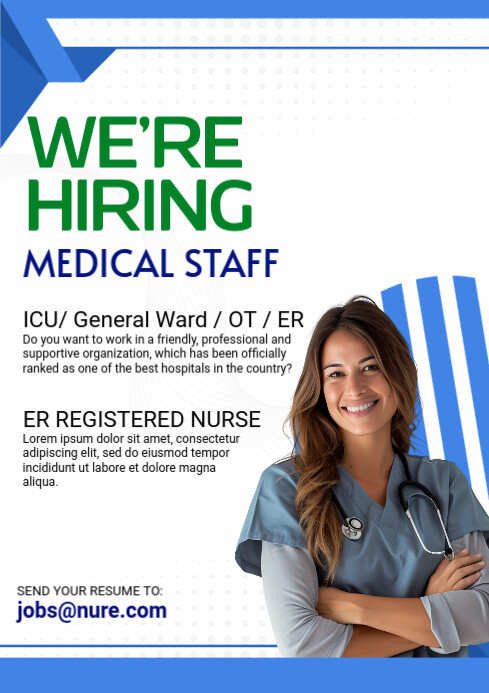 WE'RE
HIRING
MEDICAL STAFF
ICU/ General Ward / OT / ER
Do you want to work in a friendly, professional and
supportive organization, which has been officially
ranked as one of the best hospitals in the country?
ER REGISTERED NURSE
Lorem ipsum dolor sit amet, consectetur
adipiscing elit, sed do eiusmod tempor
incididunt ut labore et dolore magna
aliqua.
SEND YOUR RESUME TO:
jobs@nure.com